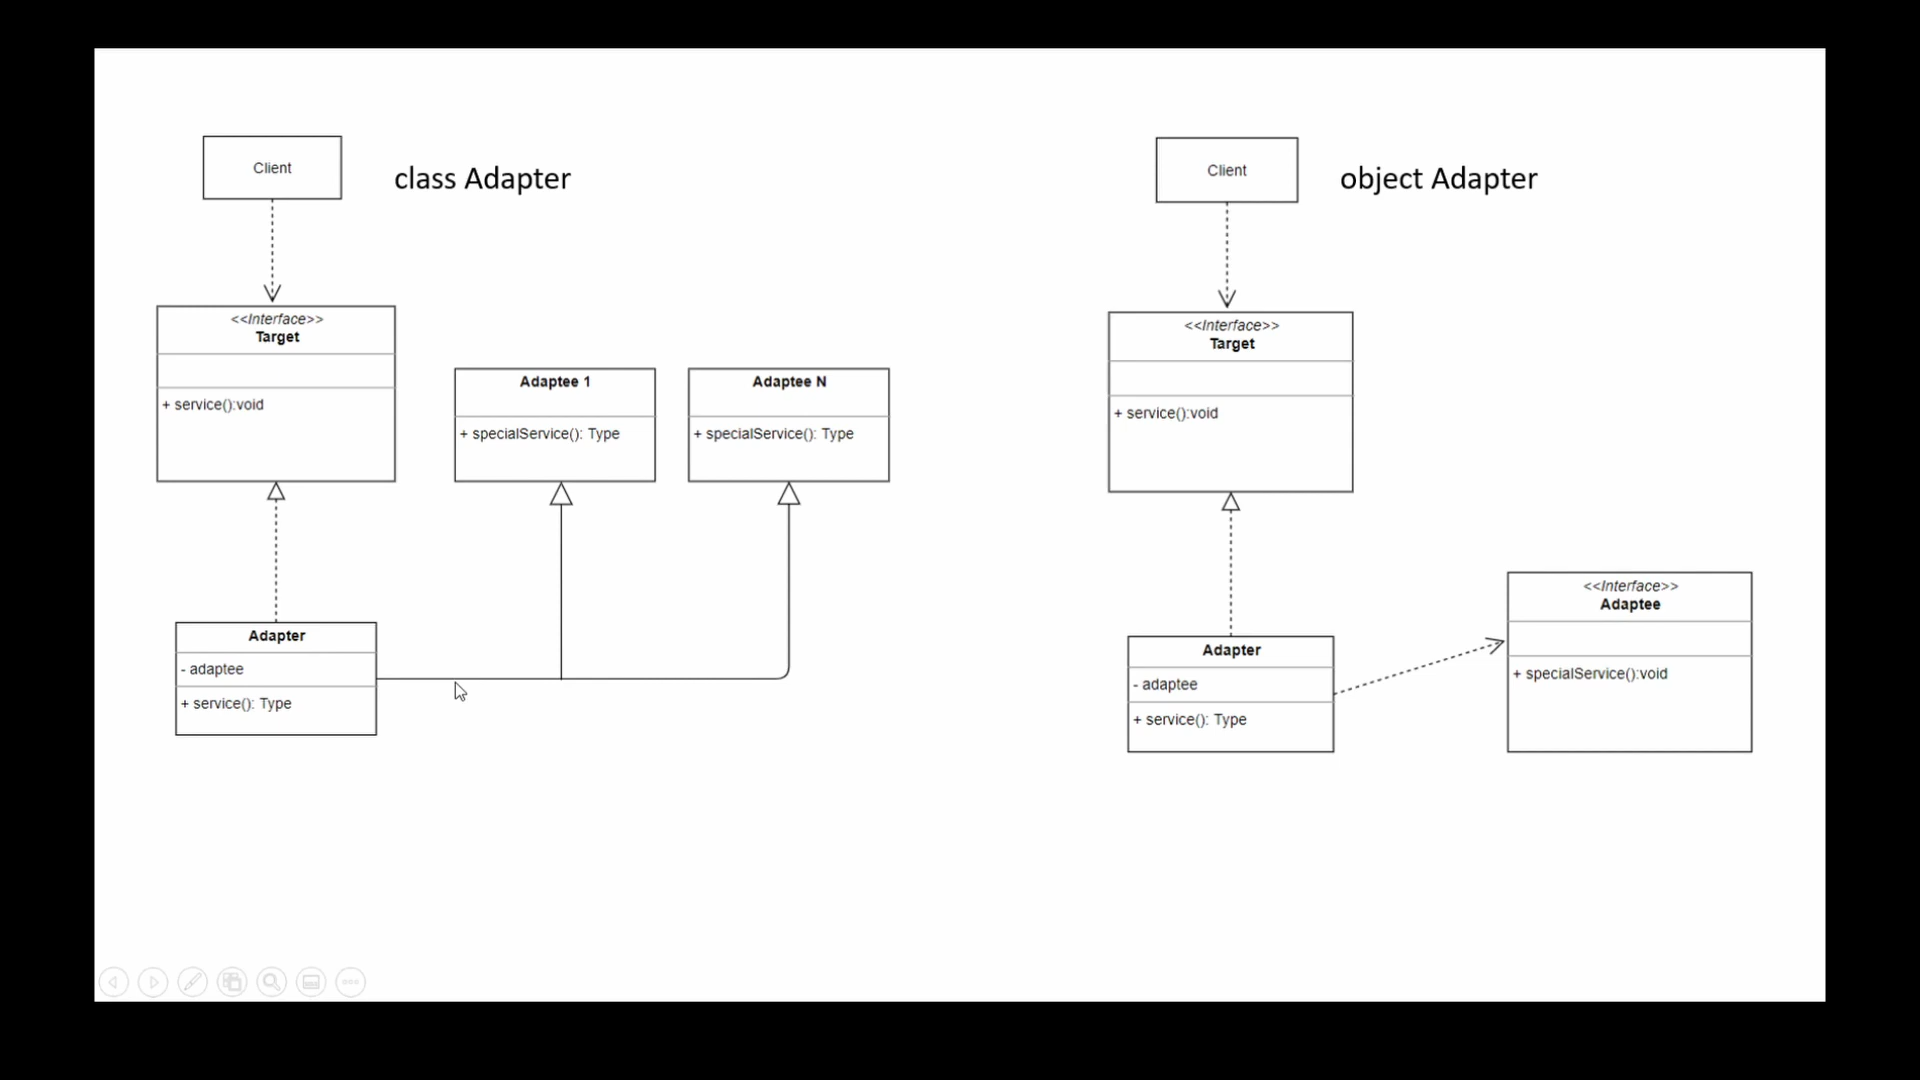 Client
class Adapter
<<Interface>>
Target
+ service():void
Adaptee 1
+ specialService(): Type
Adaptee N
+ specialService(): Type
Adapter
- adaptee
+ service(): Type
Client
object Adapter
<<Interface>>
Target
+ service():void
Adapter
- adaptee
+ service(): Type
<<Interface>>
Adaptee
+ specialService():void